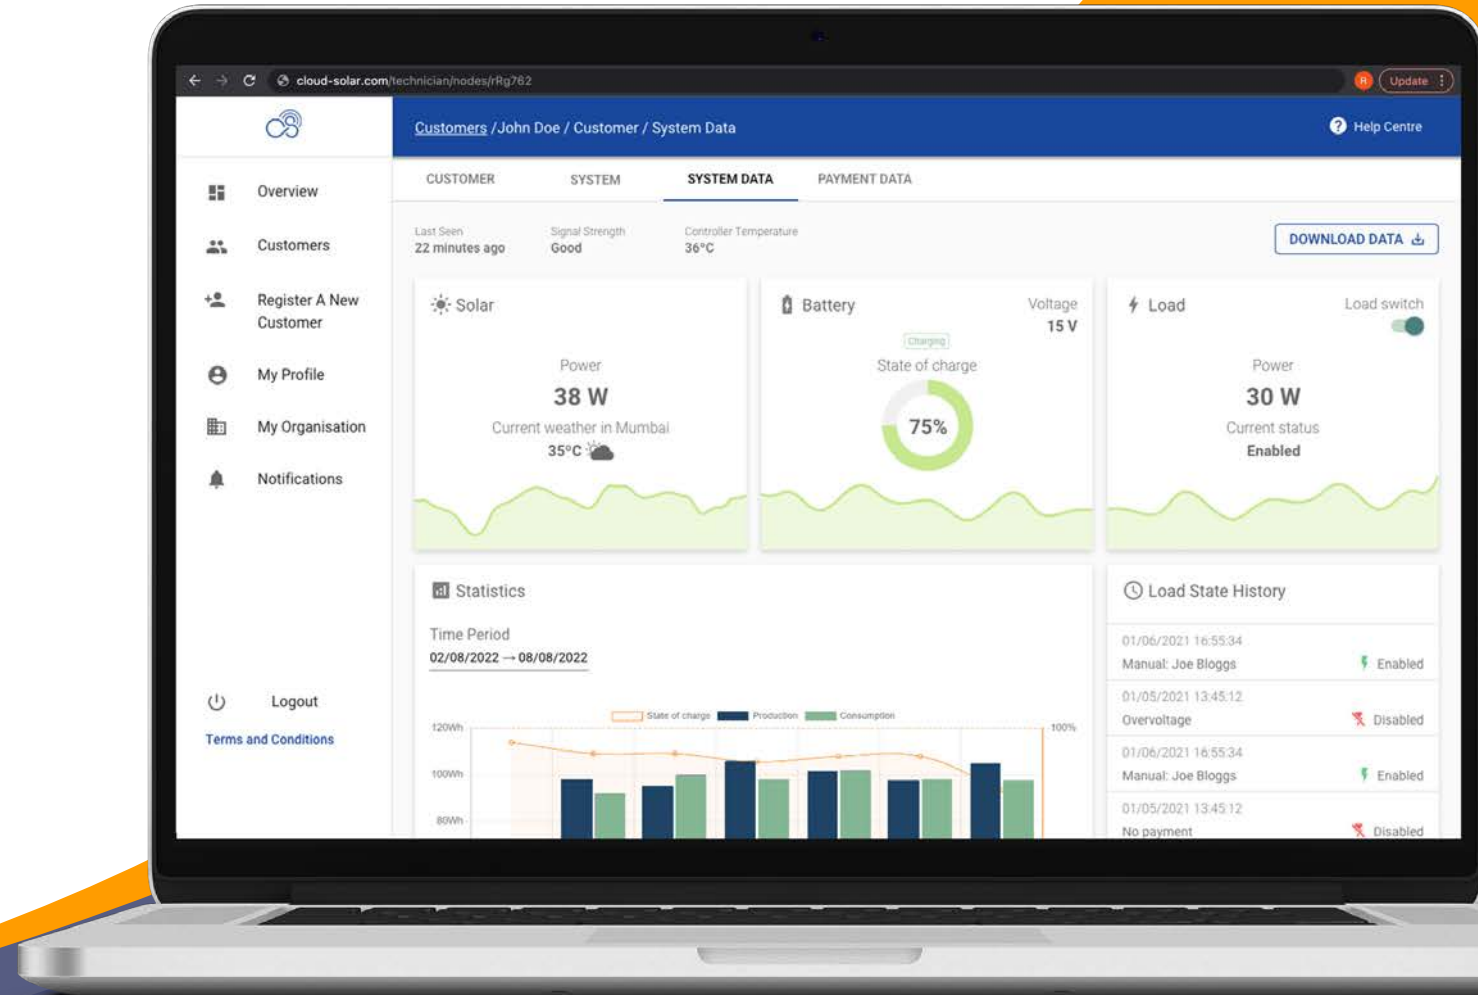 cloud-solar.com/technician/nodes/rRg762
R
Update
Customers /John Doe / Customer / System Data
Help Centre
Overview
Customers
Register A New
Customer
My Profile
My Organisation
Notifications
Logout
Terms and Conditions
CUSTOMER
SYSTEM
SYSTEM DATA
PAYMENT DATA
Last Seen
22 minutes ago
Signal Strength
Good
Controller Temperature
36°C
DOWNLOAD DATA
Solar
Power
38 W
Current weather in Mumbai
35°C
Battery
Voltage
15 V
Charging
State of charge
75%
Load
Load switch
Power
30 W
Current status
Enabled
Statistics
Time Period
02/08/2022 → 08/08/2022
State of charge
Production
Consumption
120Wh
100Wh
80Wh
100%
Load State History
01/06/2021 16:55:34
Manual: Joe Bloggs
Enabled
01/05/2021 13:45:12
Overvoltage
Disabled
01/06/2021 16:55:34
Manual: Joe Bloggs
Enabled
01/05/2021 13:45:12
No payment
Disabled